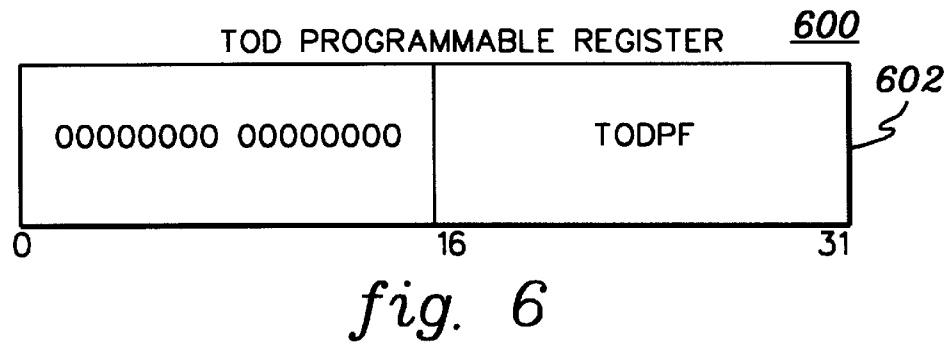 TOD PROGRAMMABLE REGISTER 600
602
00000000 00000000 TODPF
0 16 31
fig. 6